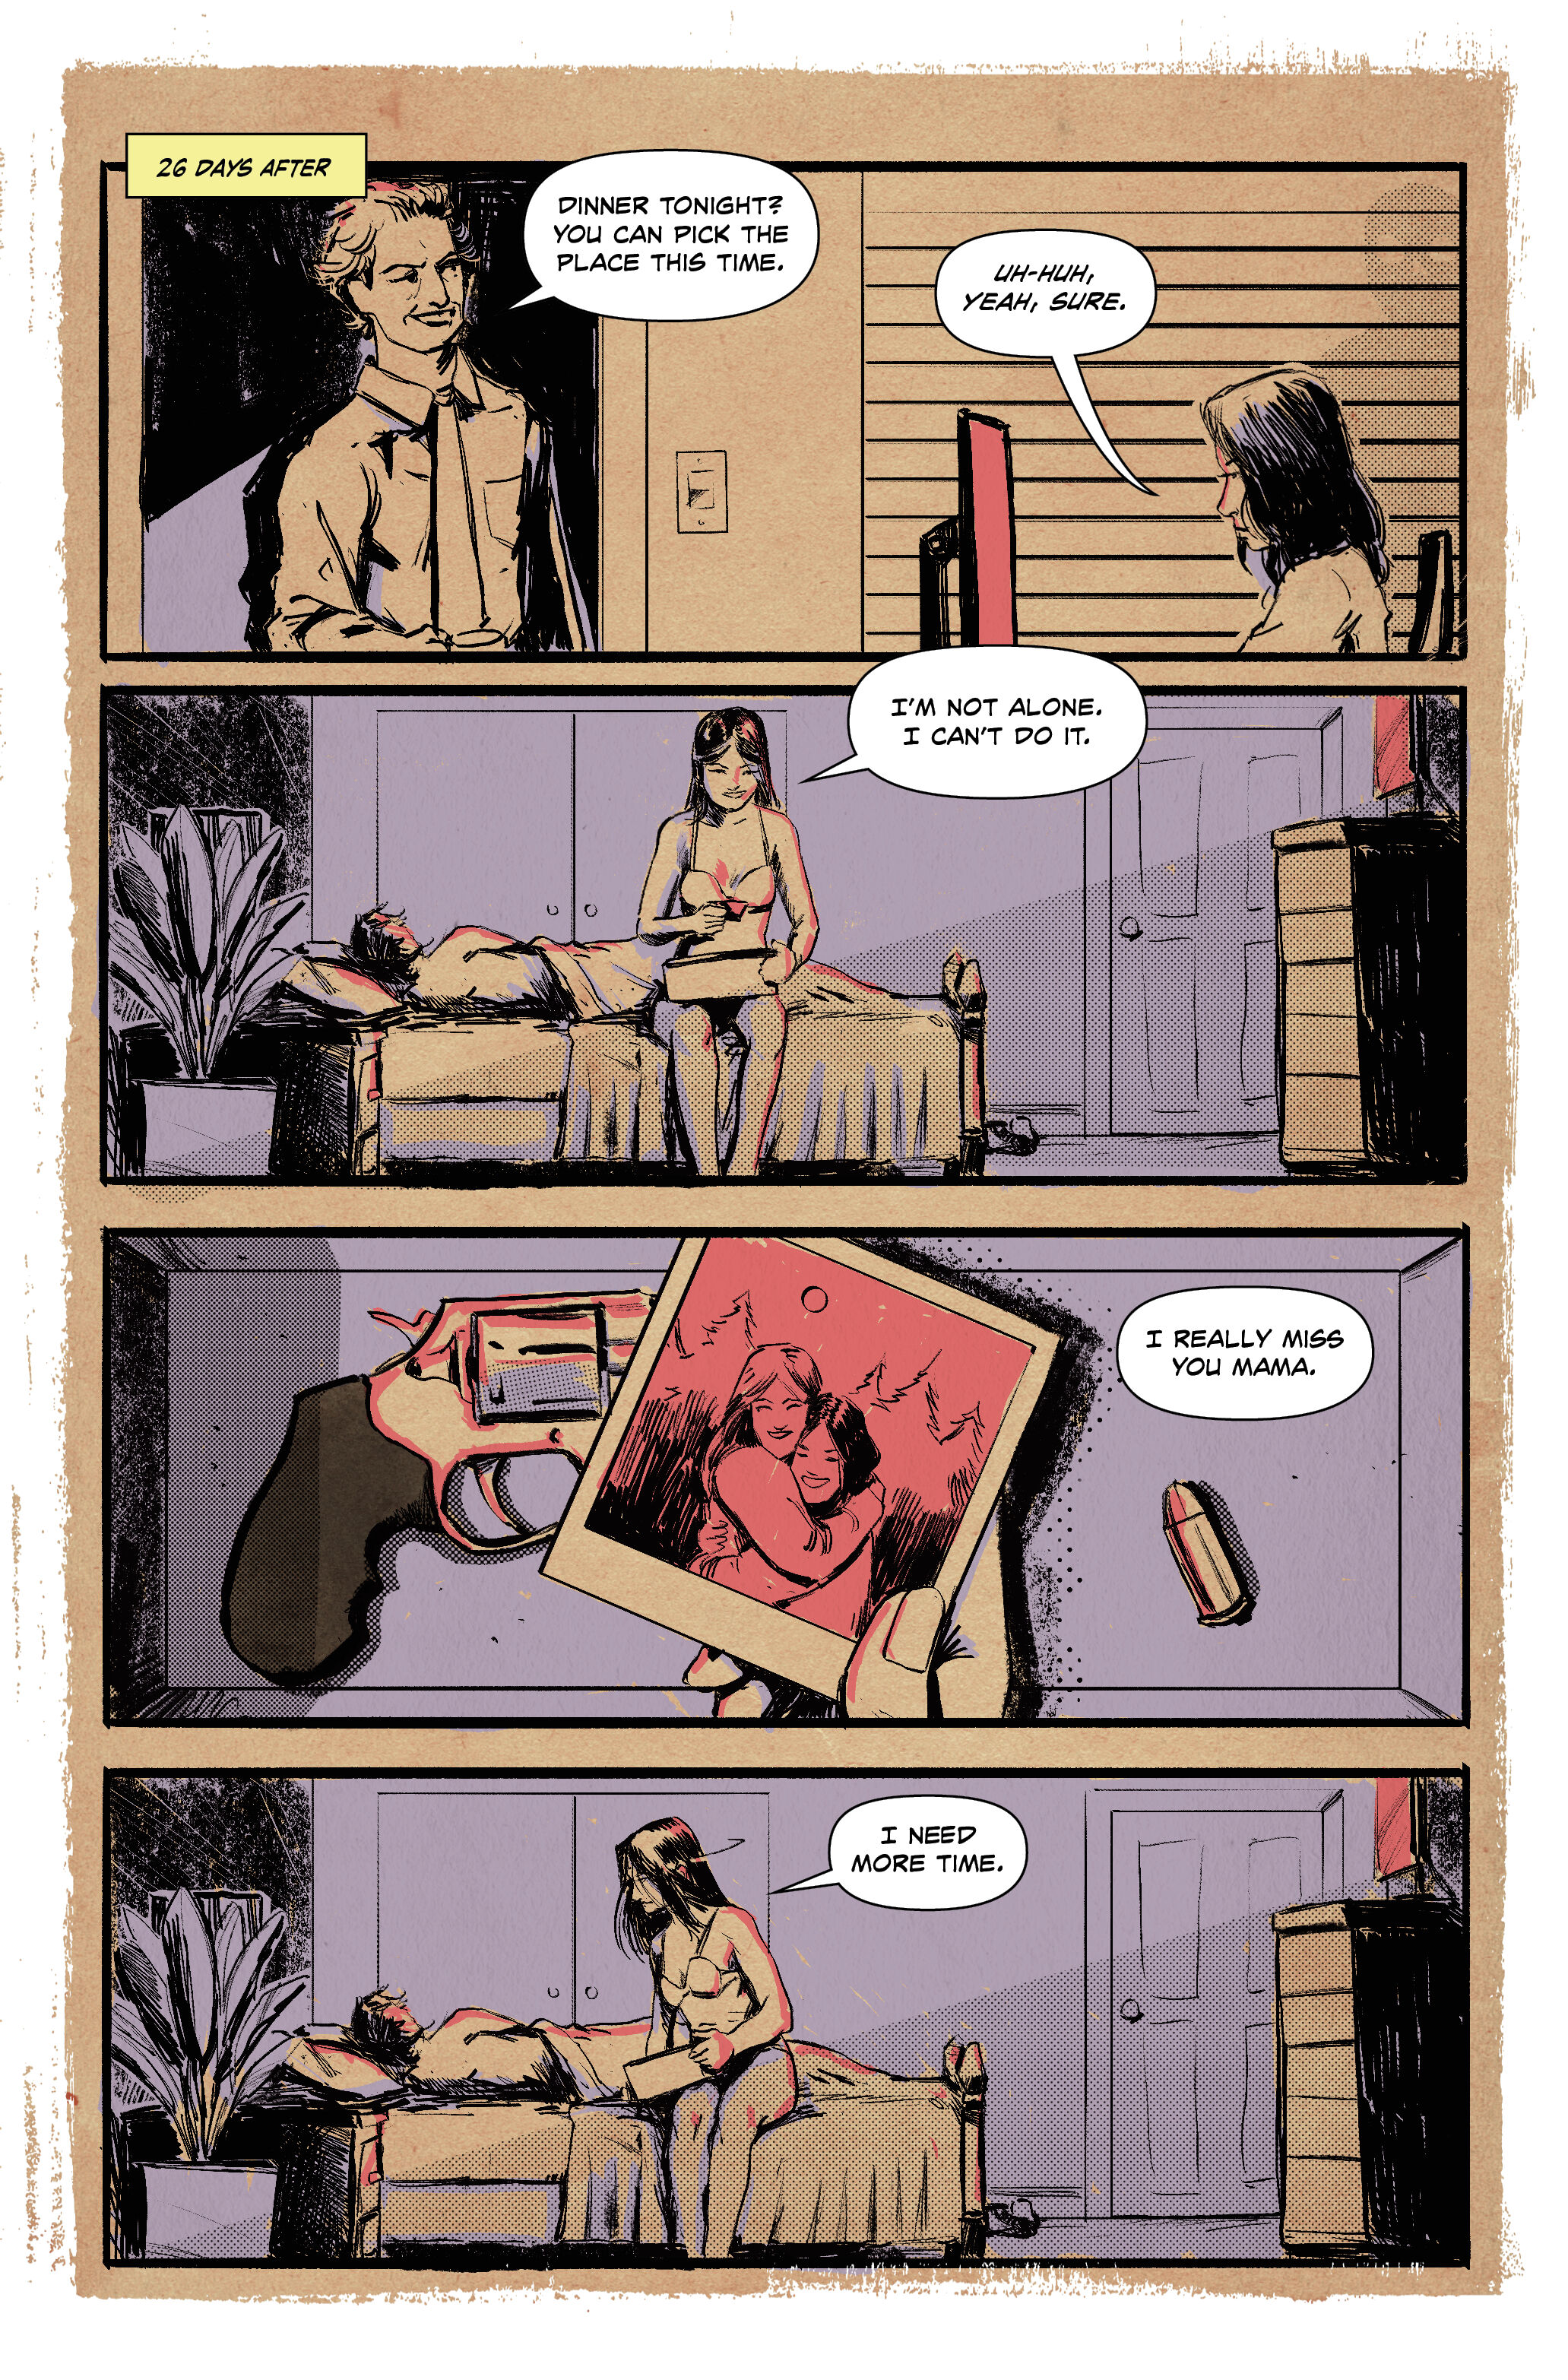 26 DAYS AFTER
DINNER TONIGHT?
YOU CAN PICK THE
PLACE THIS TIME.
UH-HUH,
YEAH, SURE.
I'M NOT ALONE.
I CAN'T DO IT.
I REALLY MISS
YOU MAMA.
I NEED
MORE TIME.